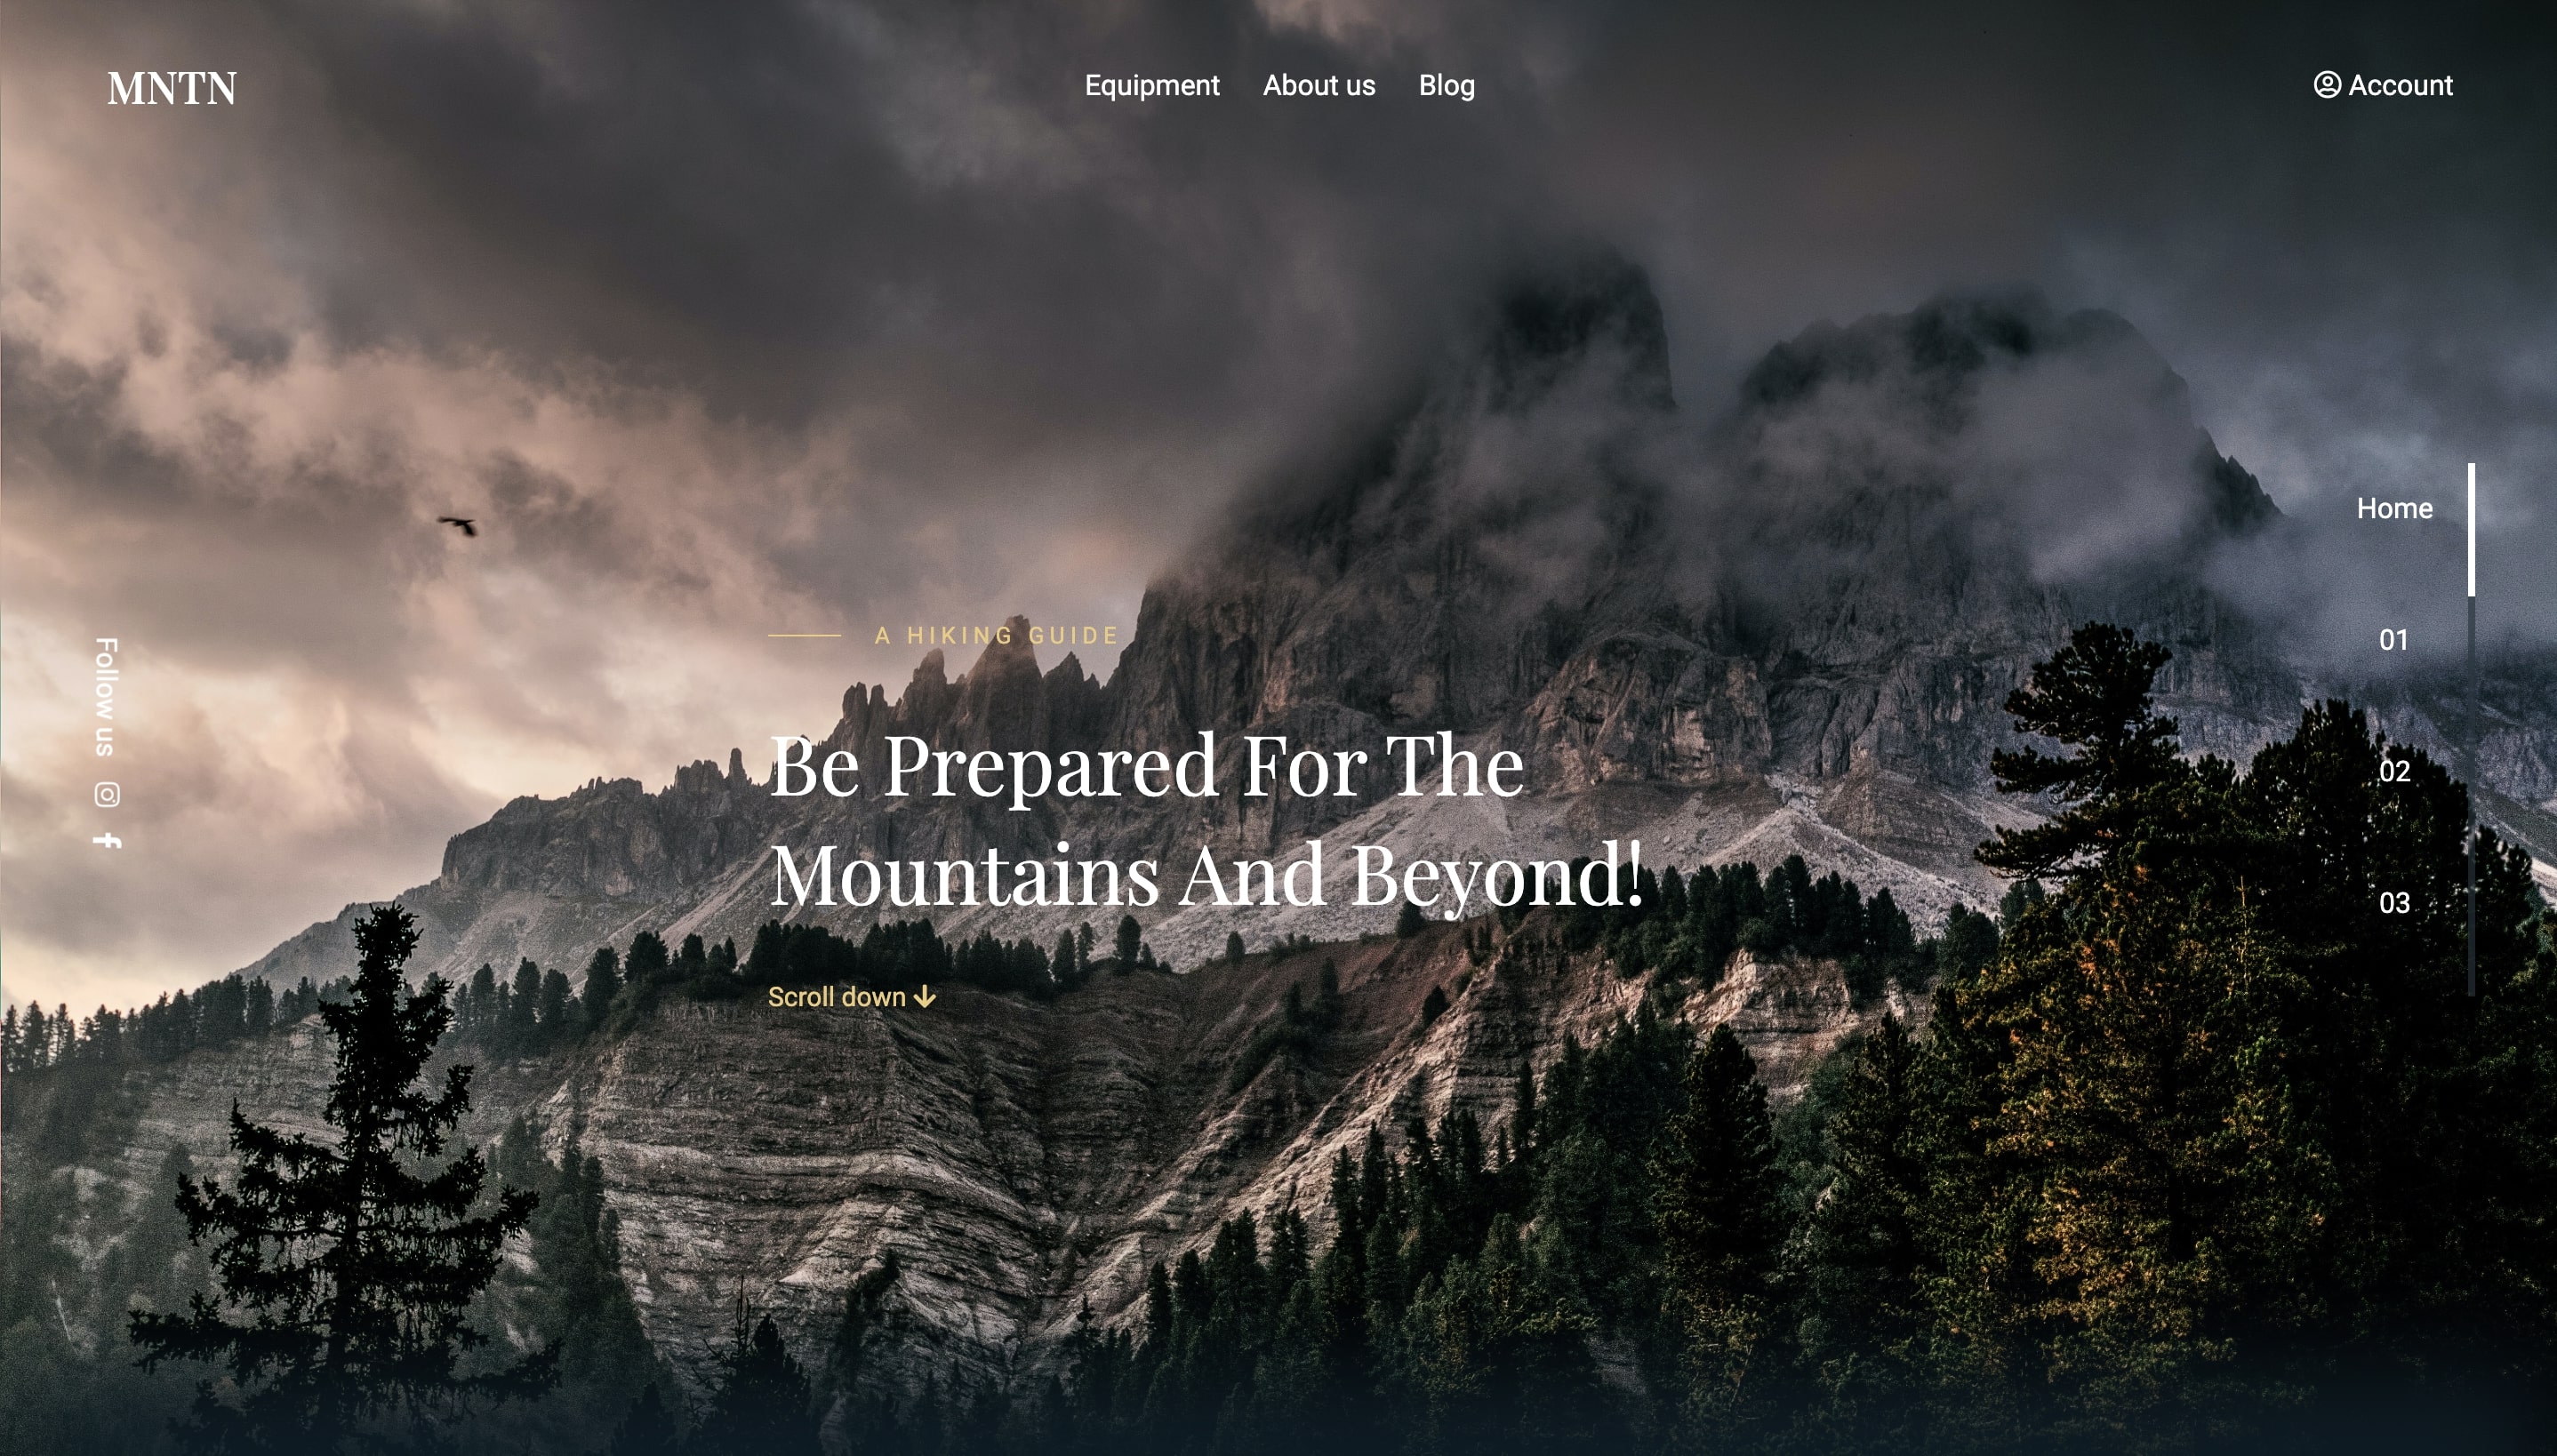 MNTN
Equipment
About us
Blog
Account
Home
A HIKING GUIDE
01
Follow us
Be Prepared For The
02
Mountains And Beyond!
03
Scroll down